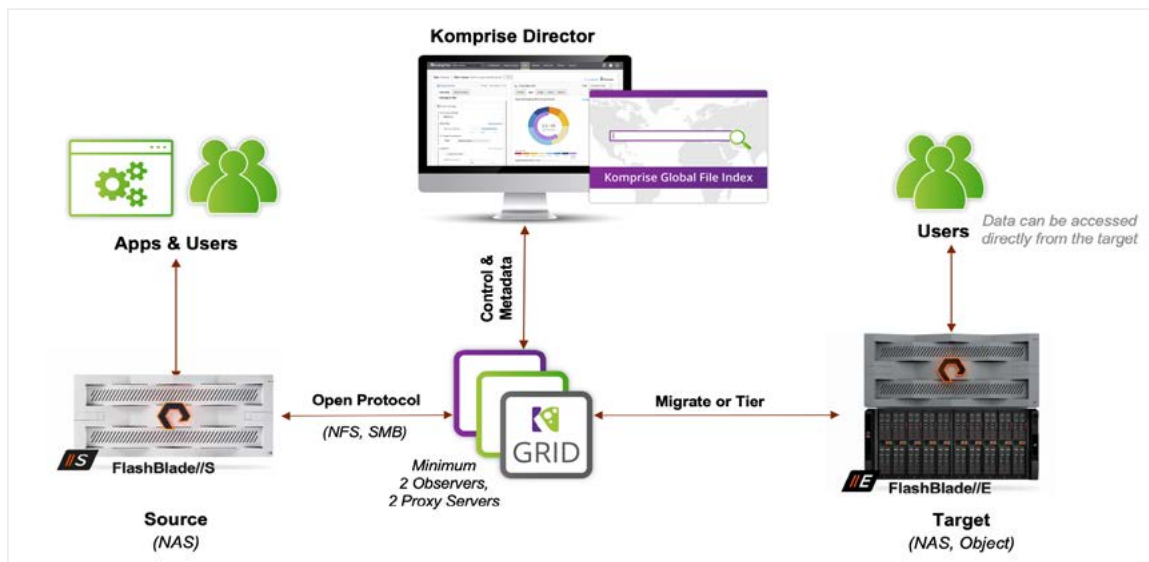 Komprise Director
Komprise Global File Index
Apps & Users
Users
Data can be accessed
directly from the target
Control &
Metadata
Open Protocol
(NFS, SMB)
Migrate or Tier
GRID
Minimum
2 Observers,
2 Proxy Servers
//S
FlashBlade//S
//E
FlashBlade//E
Source
(NAS)
Target
(NAS, Object)